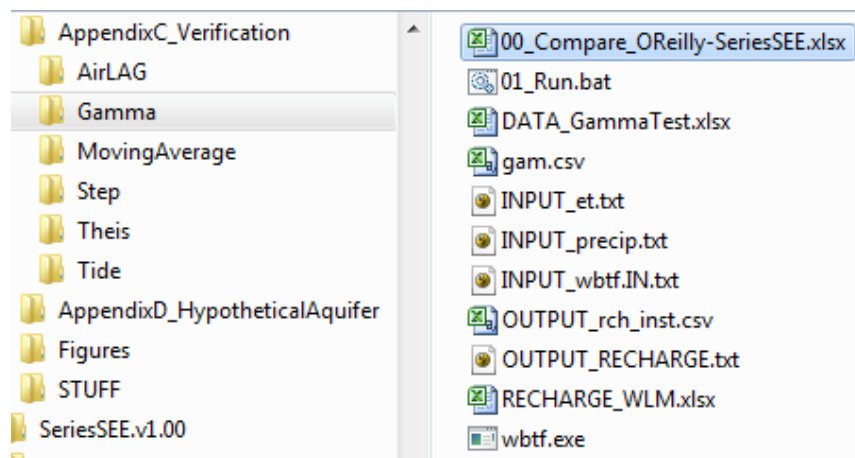 AppendixC_Verification
AirLAG
Gamma
MovingAverage
Step
Theis
Tide
AppendixD_HypotheticalAquifer
Figures
STUFF
SeriesSEE.v1.00
00_Compare_OReilly-SeriesSEE.xlsx
01_Run.bat
DATA_GammaTest.xlsx
gam.csv
INPUT_et.txt
INPUT_precip.txt
INPUT_wbtf.IN.txt
OUTPUT_rch_inst.csv
OUTPUT_RECHARGE.txt
RECHARGE_WLM.xlsx
wbtf.exe